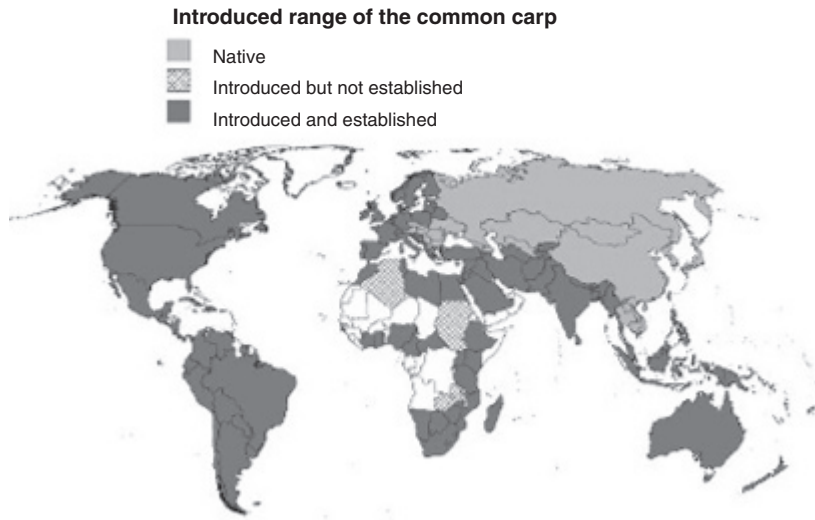 Introduced range of the common carp
Native
Introduced but not established
Introduced and established